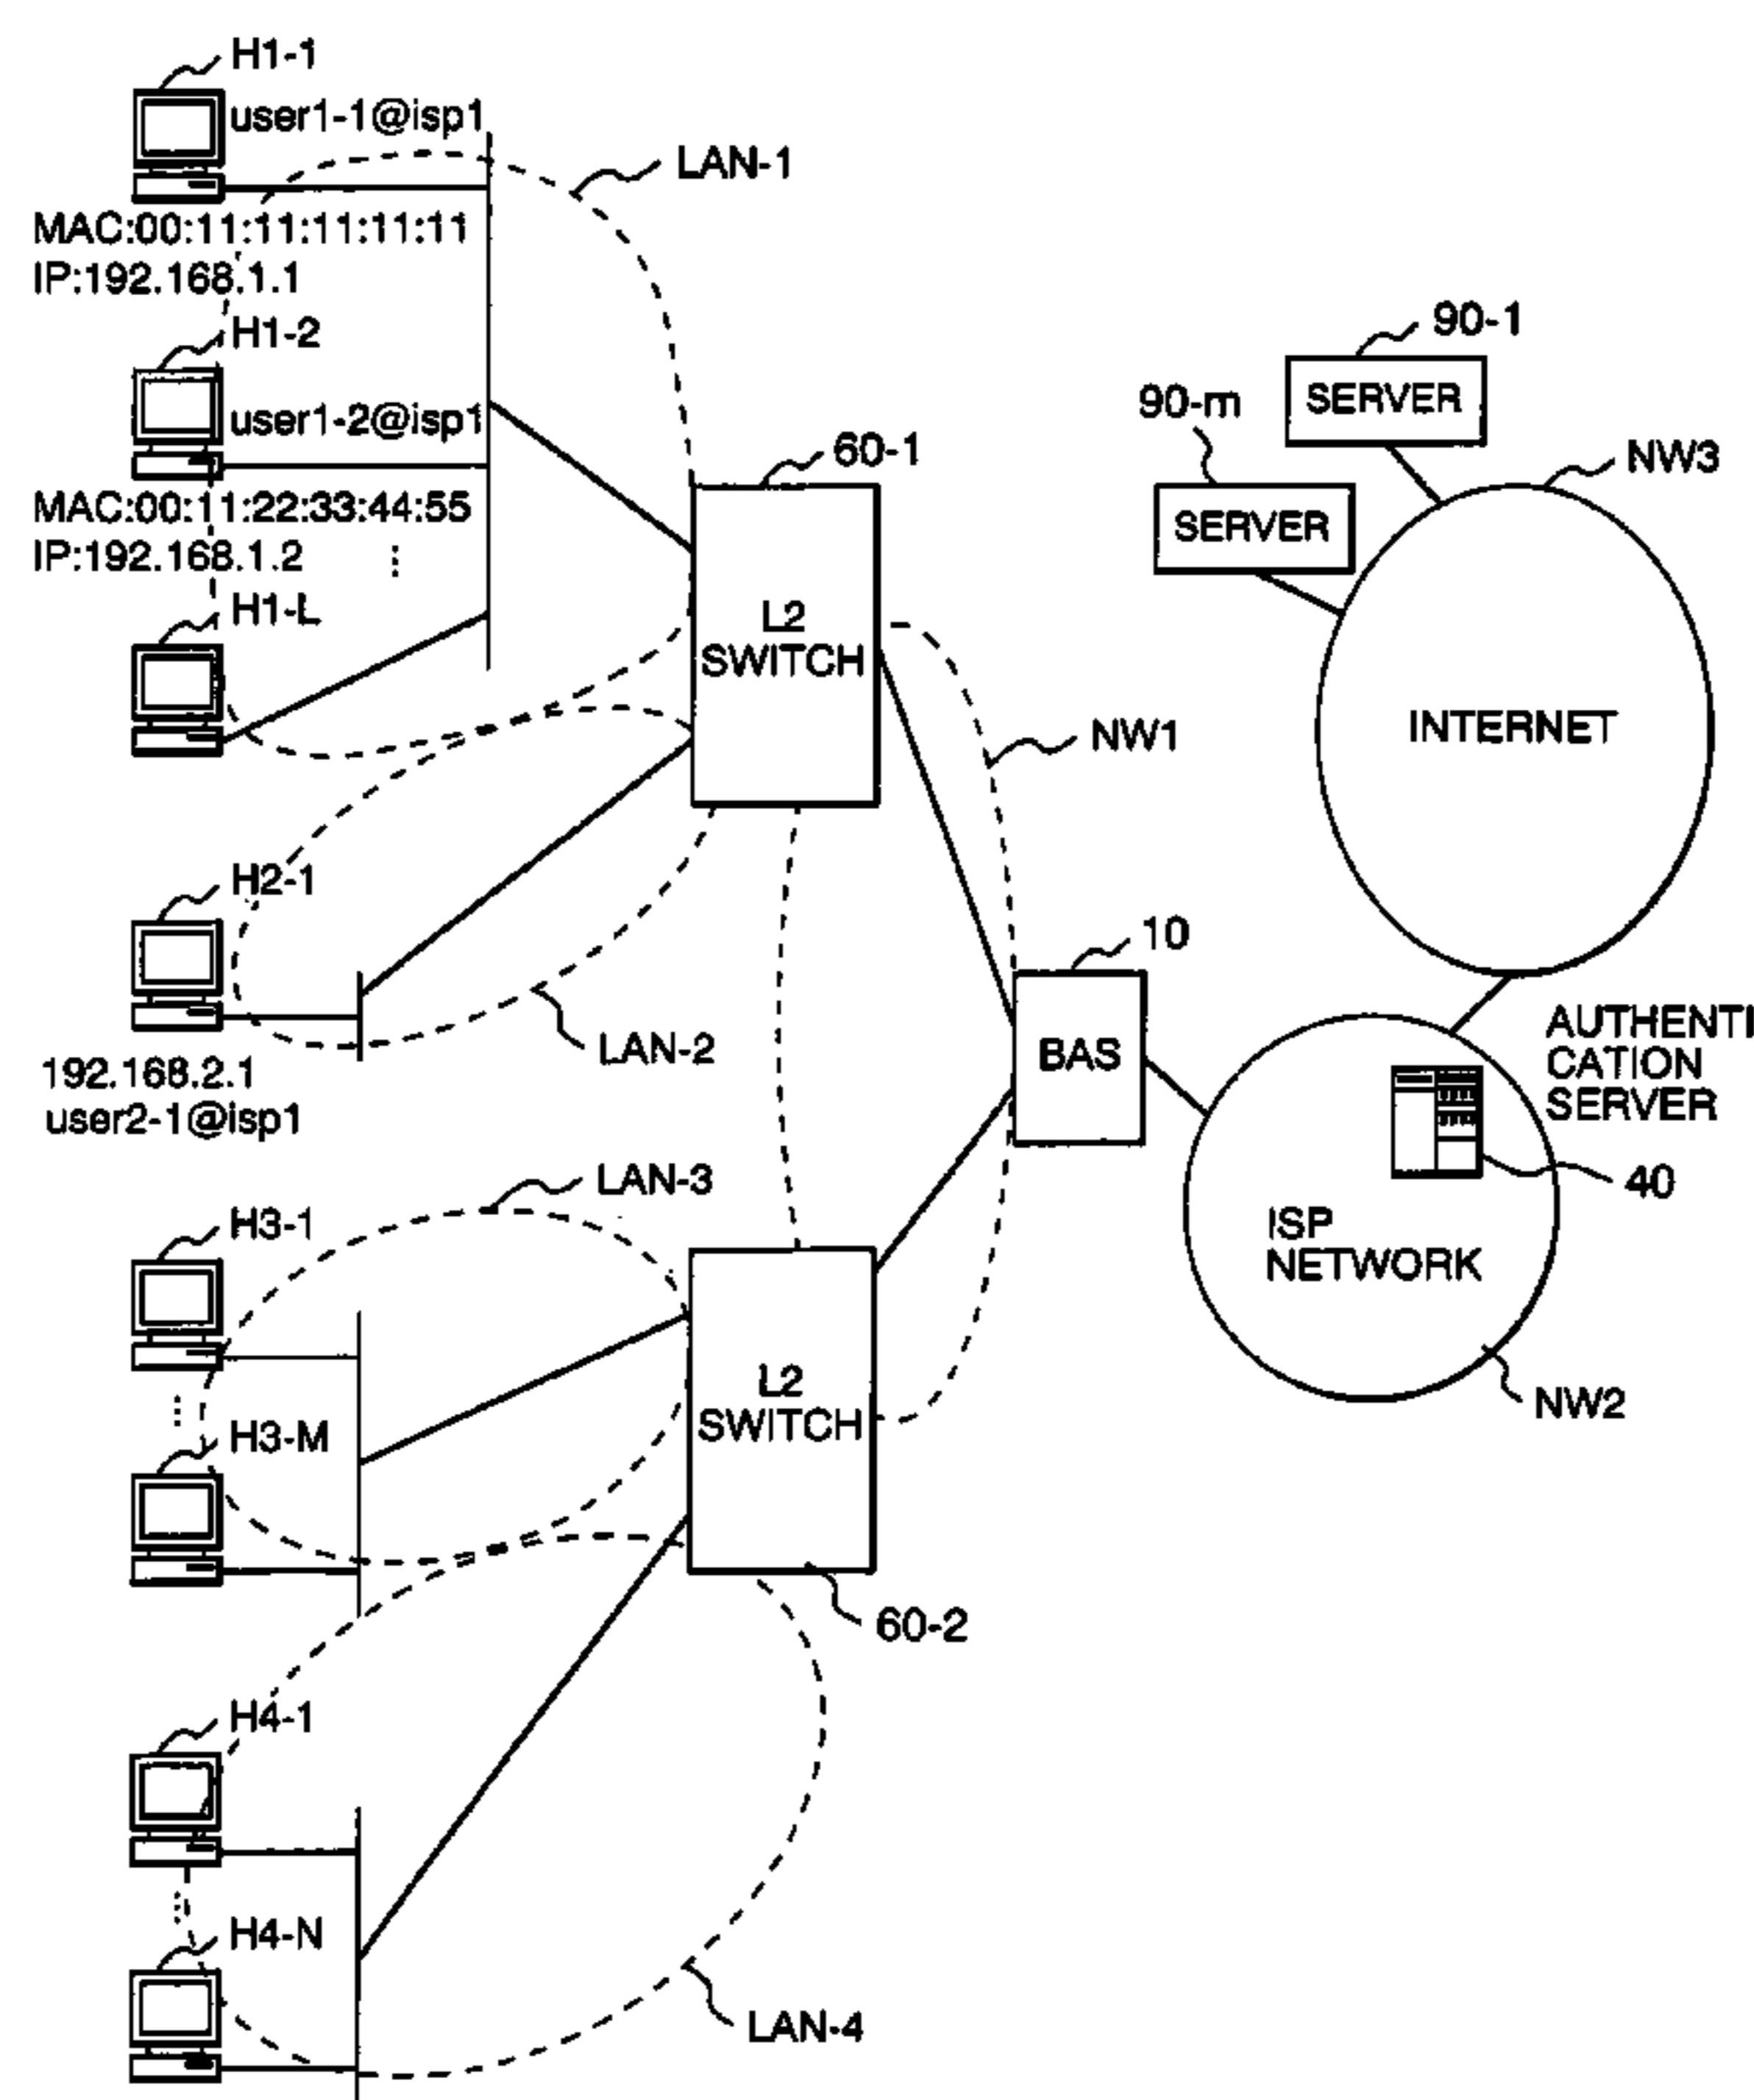 H1-1
user1-1@isp1
LAN-1
MAC:00:11:11:11:11:11
IP:192.168.1.1
H1-2
user1-2@isp1
MAC:00:11:22:33:44:55
IP:192.168.1.2
H1-L
60-1
L2
SWITCH
90-1
SERVER
90-m
SERVER
NW3
INTERNET
NW1
H2-1
192.168.2.1
user2-1@isp1
LAN-2
10
BAS
AUTHENTI
CATION
SERVER
40
ISP
NETWORK
NW2
LAN-3
H3-1
H3-M
L2
SWITCH
60-2
H4-1
H4-N
LAN-4